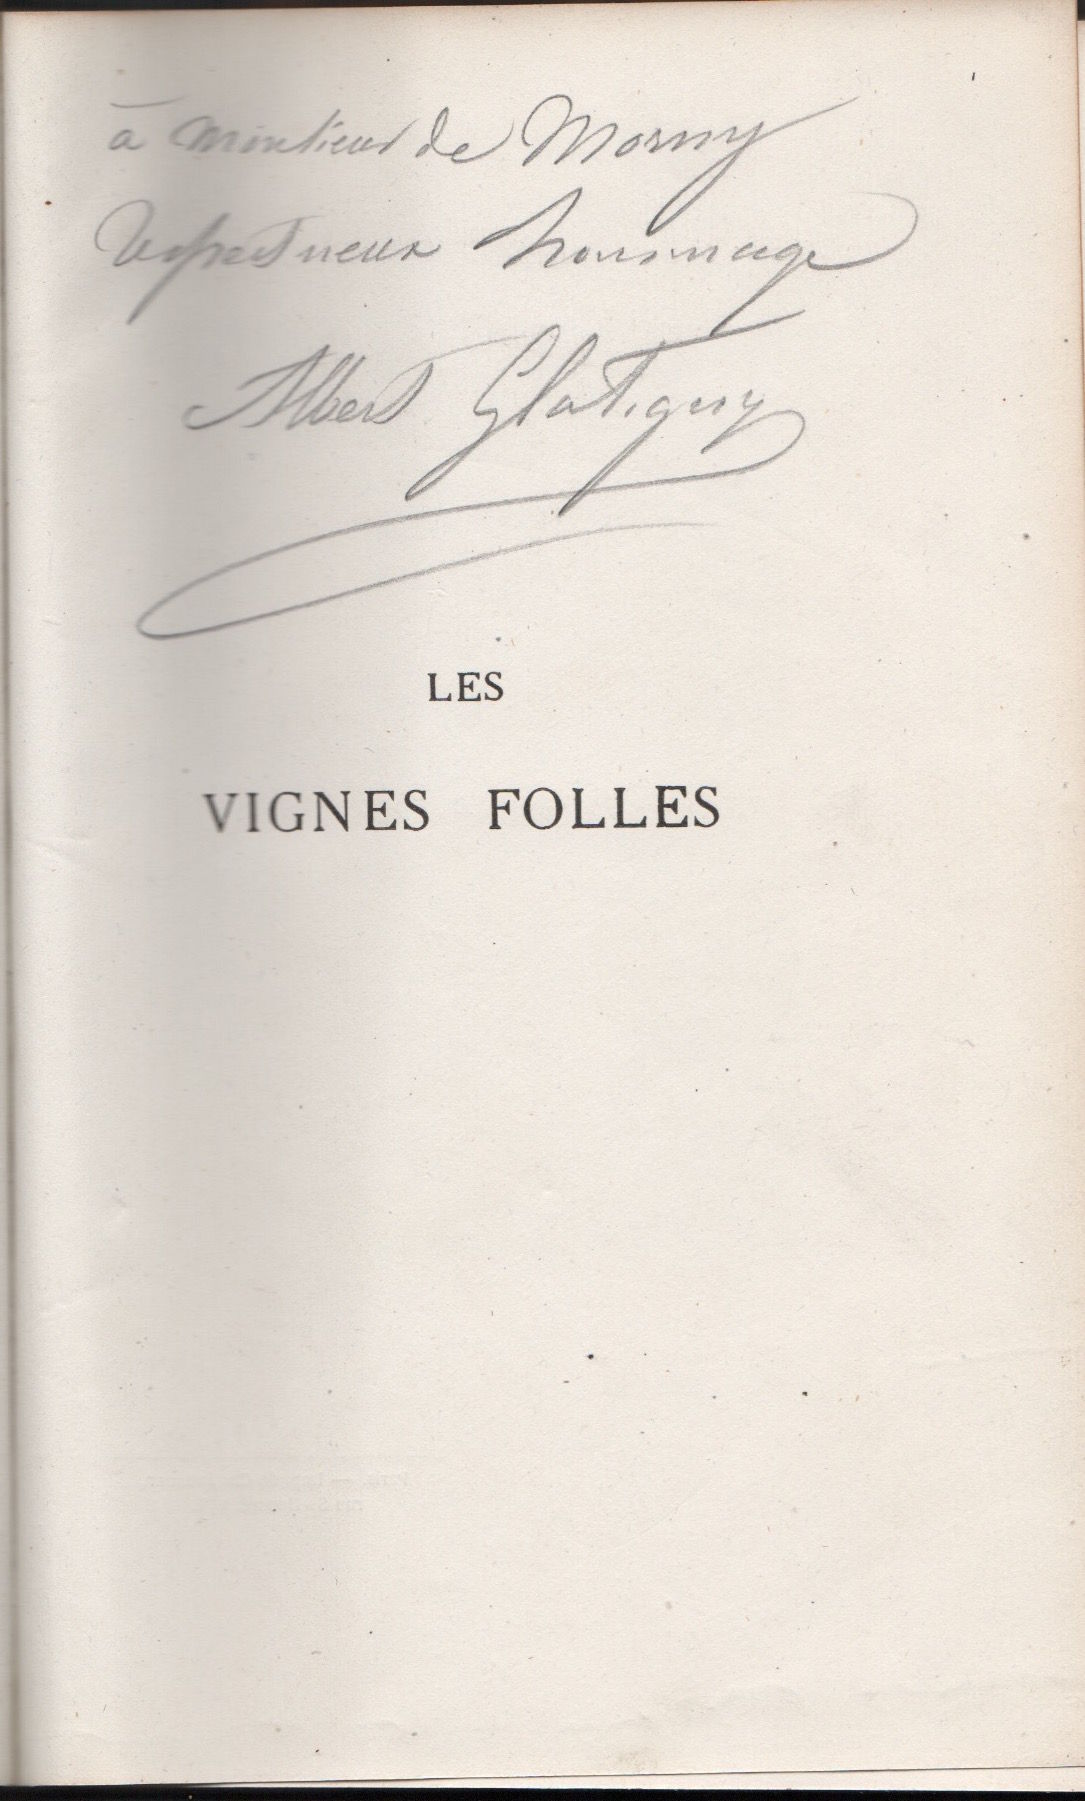 à Monsieur de Morny
respectueux hommage
Albert Glatigny
LES
VIGNES FOLLES